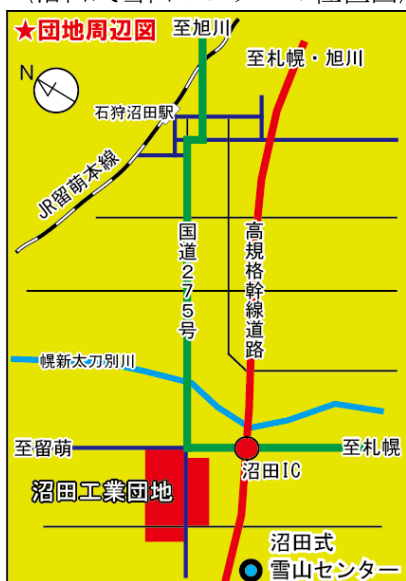 ★団地周辺図
至旭川
至札幌・旭川
N
石狩沼田駅
JR留萌本線
国道275号
高規格幹線道路
幌新太刀別川
至留萌
至札幌
沼田IC
沼田工業団地
沼田式
雪山センター